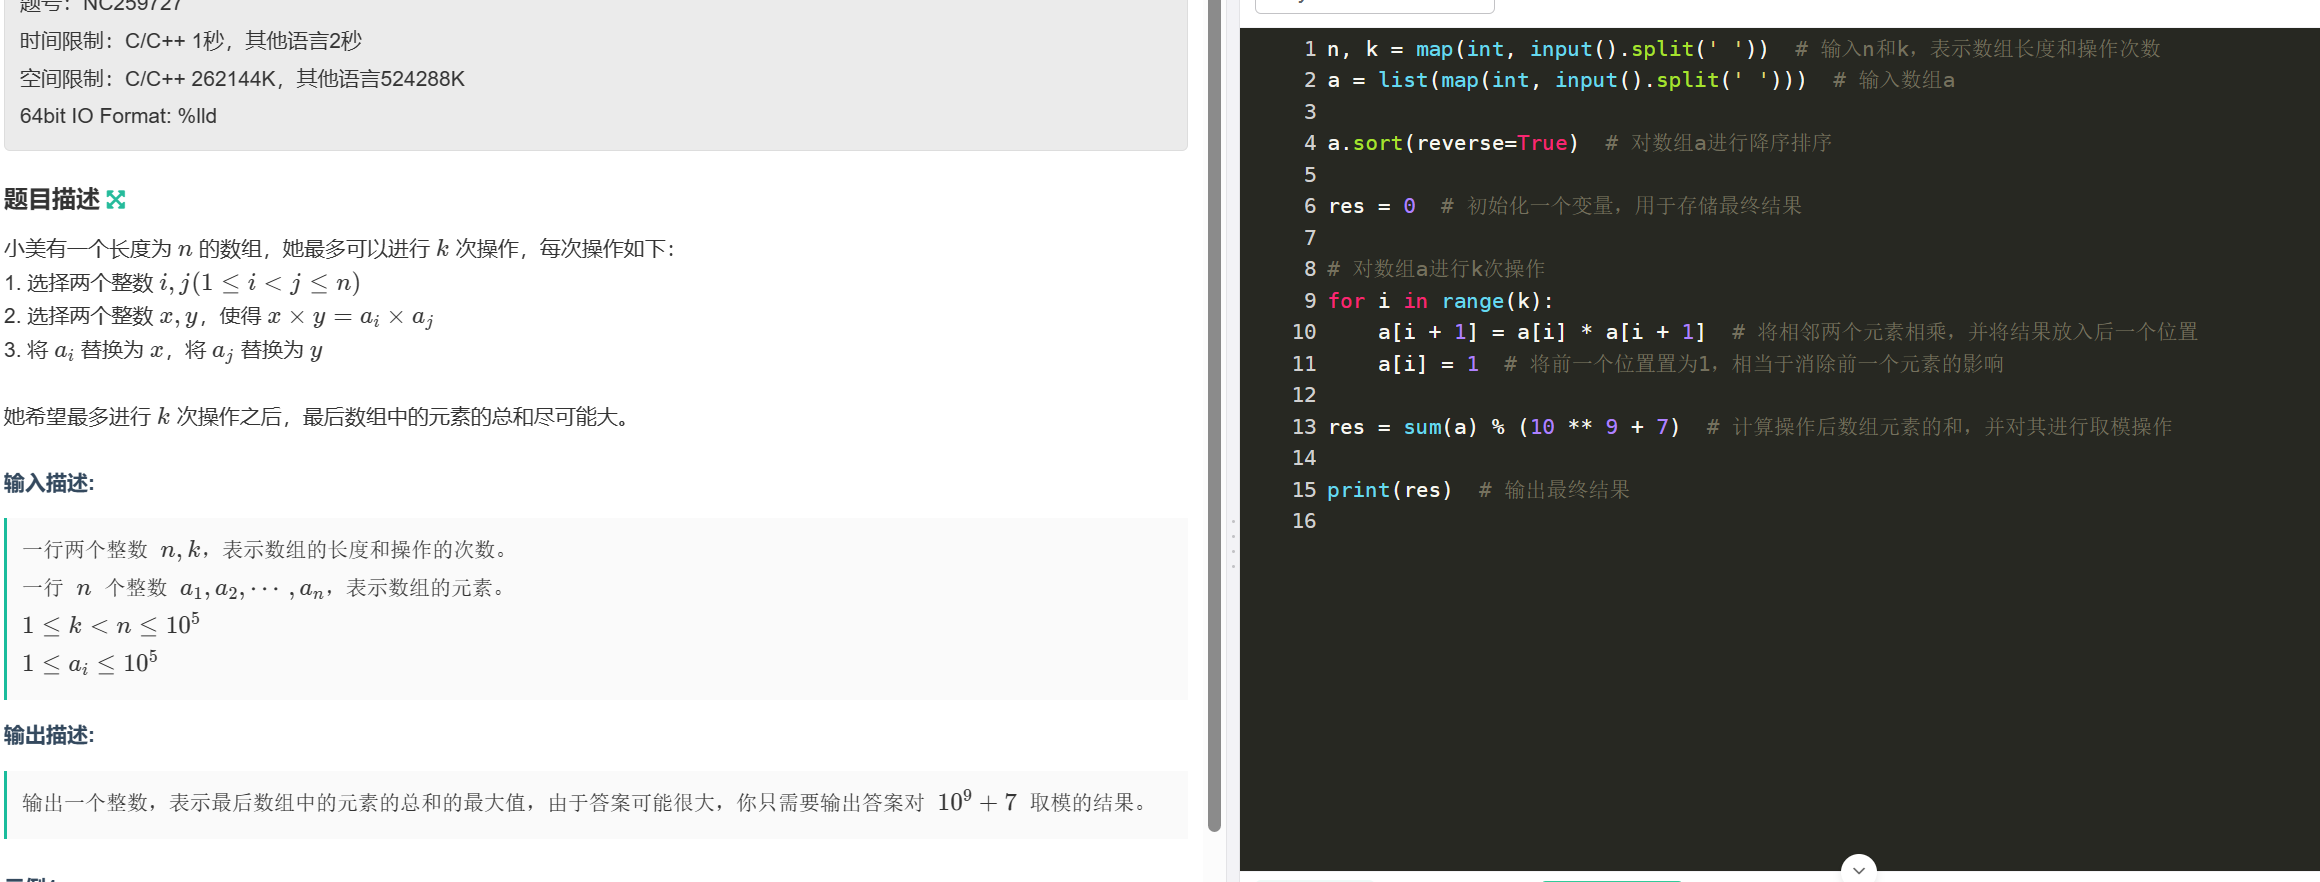 题号：NC259727
时间限制：C/C++ 1秒，其他语言2秒
空间限制：C/C++ 262144K，其他语言524288K
64bit IO Format: %lld
题目描述
小美有一个长度为 n 的数组，她最多可以进行 k 次操作，每次操作如下：
1. 选择两个整数 i, j(1 ≤ i < j ≤ n)
2. 选择两个整数 x, y，使得 x × y = a_i × a_j
3. 将 a_i 替换为 x，将 a_j 替换为 y
她希望最多进行 k 次操作之后，最后数组中的元素的总和尽可能大。
输入描述:
一行两个整数 n, k，表示数组的长度和操作的次数。
一行 n 个整数 a_1, a_2, ⋯ , a_n，表示数组的元素。
1 ≤ k < n ≤ 10^5
1 ≤ a_i ≤ 10^5
输出描述:
输出一个整数，表示最后数组中的元素的总和的最大值，由于答案可能很大，你只需要输出答案对 10^9 + 7 取模的结果。
1 n, k = map(int, input().split(' '))  # 输入n和k，表示数组长度和操作次数
2 a = list(map(int, input().split(' ')))  # 输入数组a
3
4 a.sort(reverse=True)  # 对数组a进行降序排序
5
6 res = 0  # 初始化一个变量，用于存储最终结果
7
8 # 对数组a进行k次操作
9 for i in range(k):
10     a[i + 1] = a[i] * a[i + 1]  # 将相邻两个元素相乘，并将结果放入后一个位置
11     a[i] = 1  # 将前一个位置置为1，相当于消除前一个元素的影响
12
13 res = sum(a) % (10 ** 9 + 7)  # 计算操作后数组元素的和，并对其进行取模操作
14
15 print(res)  # 输出最终结果
16